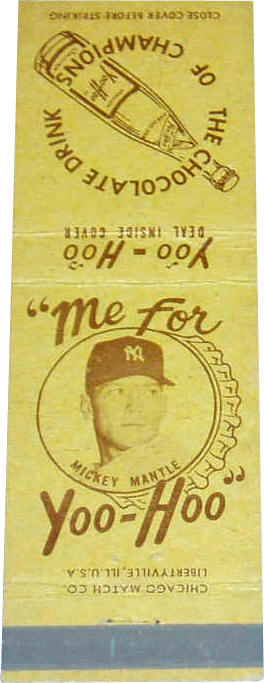 CLOSE COVER BEFORE STRIKING
THE CHOCOLATE DRINK
OF CHAMPIONS
Yoo-Hoo
Yoo-Hoo
DEAL INSIDE COVER
"Me For
NY
MICKEY MANTLE
Yoo-Hoo"
CHICAGO MATCH CO.
LIBERTYVILLE, ILL. U.S.A.